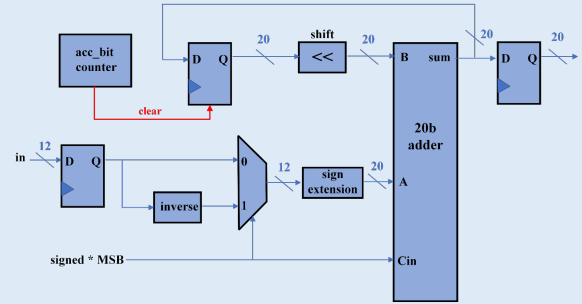 acc_bit
counter
clear
D Q
20
shift
<<
20
B sum
20
D Q
20
20b
adder
in
12
D Q
0
1
inverse
12
sign
extension
20
A
signed * MSB
Cin